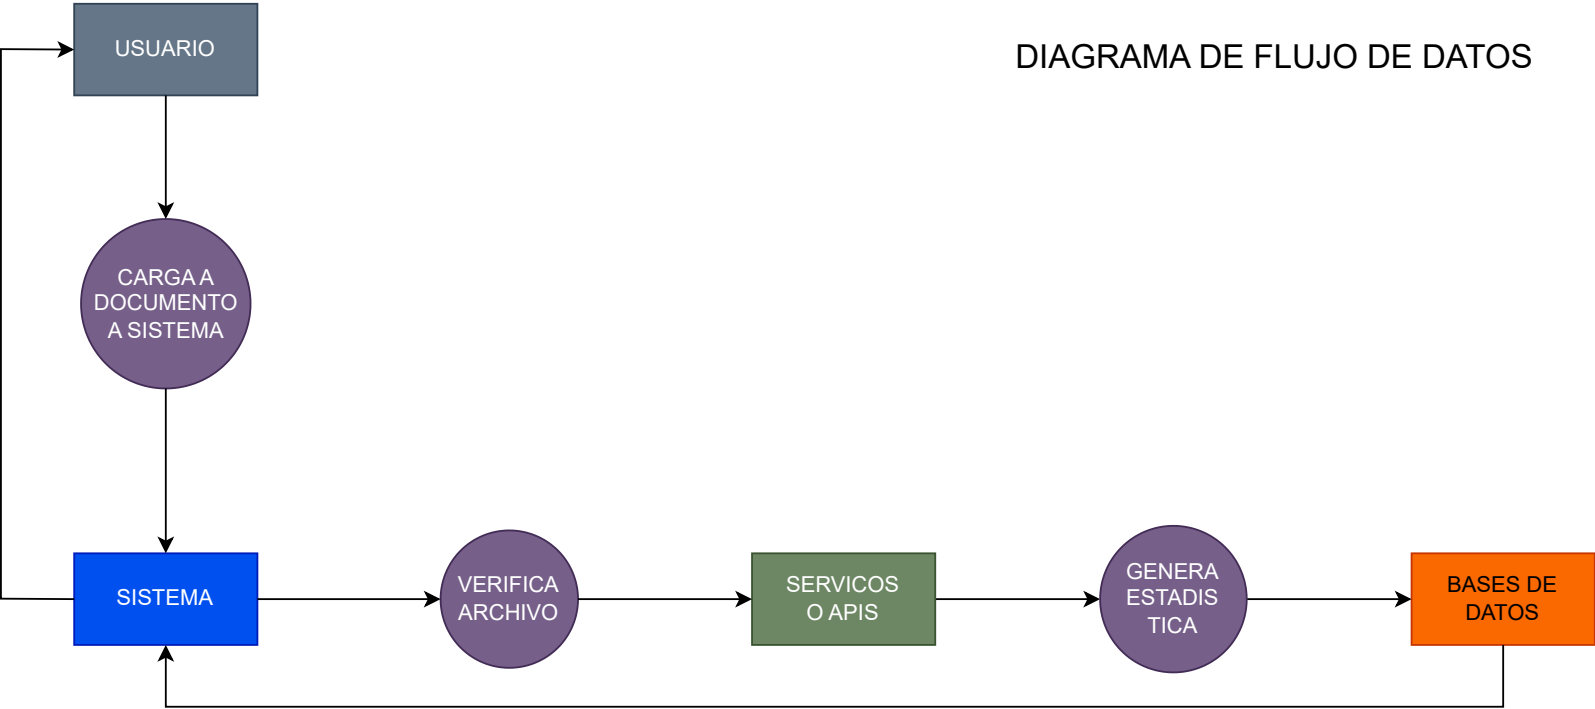 USUARIO
DIAGRAMA DE FLUJO DE DATOS
CARGA A
DOCUMENTO
A SISTEMA
SISTEMA
VERIFICA
ARCHIVO
SERVICOS
O APIS
GENERA
ESTADIS
TICA
BASES DE
DATOS